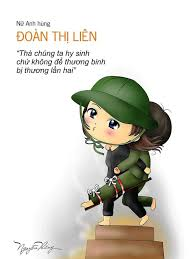 Nữ Anh hùng
ĐOÀN THỊ LIÊN
"Thà chúng ta hy sinh
chứ không để thương binh
bị thương lần hai"